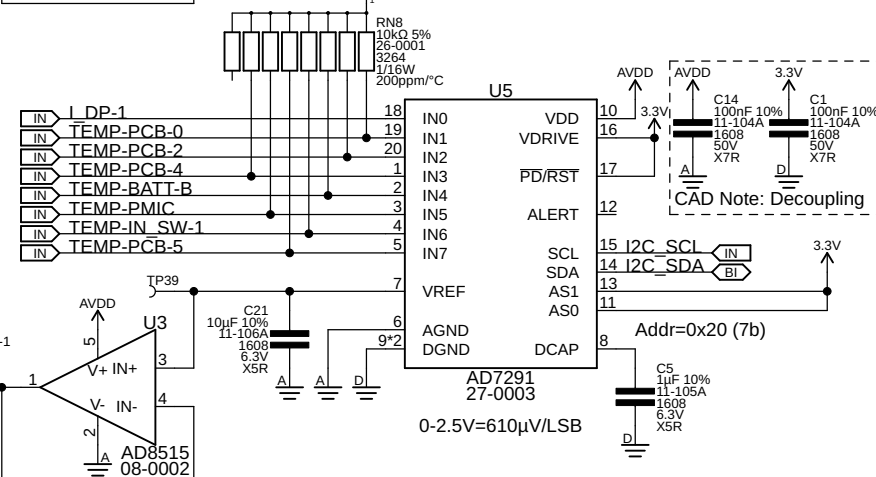 1
RN8
10kΩ 5%
26-0001
3264
1/16W
200ppm/°C
U5
AVDD
3.3V
AVDD
3.3V
C14
100nF 10%
11-104A
1608
50V
X7R
C1
100nF 10%
11-104A
1608
50V
X7R
A
D
CAD Note: Decoupling
IN I_DP-1 18 IN0 VDD 10
IN TEMP-PCB-0 19 IN1 VDRIVE 16
IN TEMP-PCB-2 20 IN2
IN TEMP-PCB-4 1 IN3 PD/RST 17
IN TEMP-BATT-B 2 IN4
IN TEMP-PMIC 3 IN5 ALERT 12
IN TEMP-IN_SW-1 4 IN6
IN TEMP-PCB-5 5 IN7 SCL 15 I2C_SCL IN
SDA 14 I2C_SDA BI
3.3V
TP39 7 VREF AS1 13
AS0 11
Addr=0x20 (7b)
6 AGND
9*2 DGND DCAP 8
C21
10µF 10%
11-106A
1608
6.3V
X5R
A
A
D
AD7291
27-0003
0-2.5V=610µV/LSB
C5
1µF 10%
11-105A
1608
6.3V
X5R
D
AVDD
U3
-1
5
V+ IN+ 3
1
V- IN- 4
2
A
AD8515
08-0002